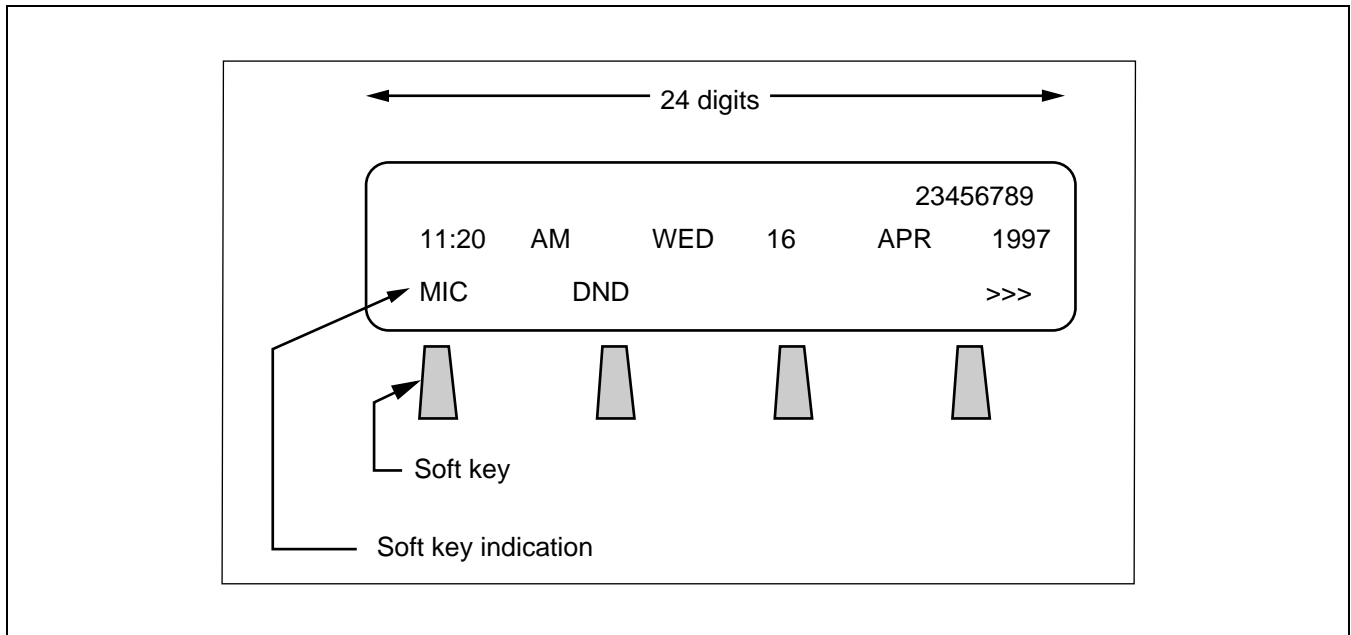 24 digits
23456789
11:20 AM WED 16 APR 1997
MIC DND >>>
Soft key
Soft key indication